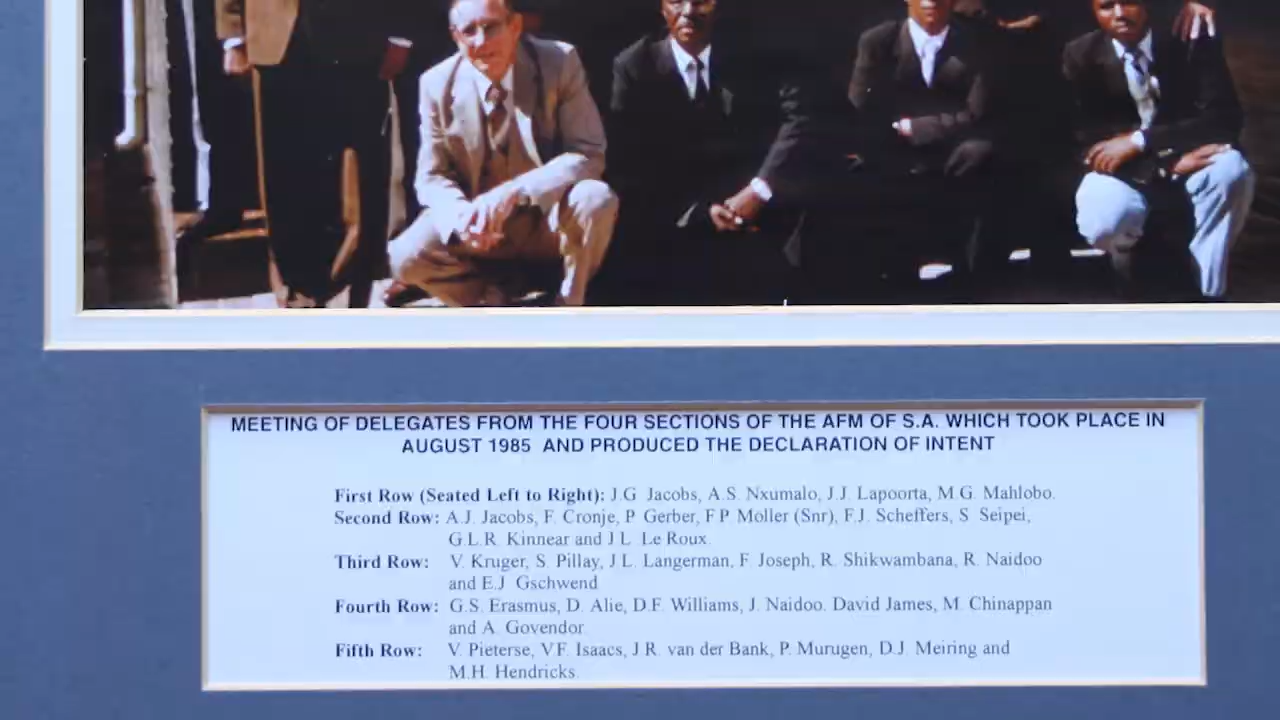 MEETING OF DELEGATES FROM THE FOUR SECTIONS OF THE AFM OF S.A. WHICH TOOK PLACE IN
AUGUST 1985 AND PRODUCED THE DECLARATION OF INTENT
First Row (Seated Left to Right): J.G. Jacobs, A.S. Nxumalo, J.J. Lapoorta, M.G. Mahlobo.
Second Row: A.J. Jacobs, F. Cronje, P. Gerber, F.P. Moller (Snr), F.J. Scheffers, S. Seipei,
G.L.R. Kinnear and J.L. Le Roux.
Third Row: V. Kruger, S. Pillay, J.L. Langerman, F. Joseph, R. Shikwambana, R. Naidoo
and E.J. Gschwend
Fourth Row: G.S. Erasmus, D. Alie, D.F. Williams, J. Naidoo. David James, M. Chinappan
and A. Govendor.
Fifth Row: V. Pieterse, V.F. Isaacs, J.R. van der Bank, P. Murugen, D.J. Meiring and
M.H. Hendricks.